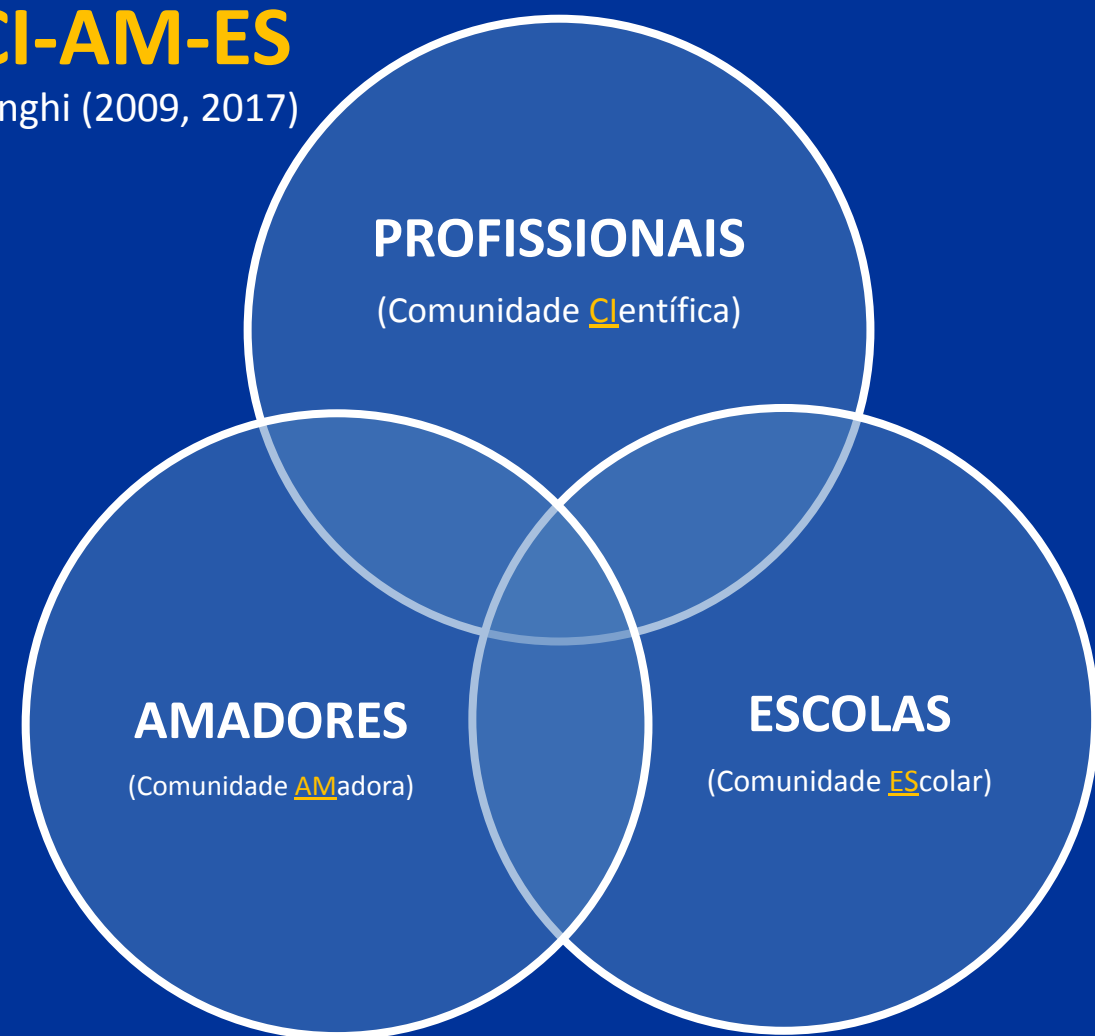 CI-AM-ES
nghi (2009, 2017)
PROFISSIONAIS
(Comunidade CIentífica)
AMADORES
(Comunidade AMadora)
ESCOLAS
(Comunidade EScolar)